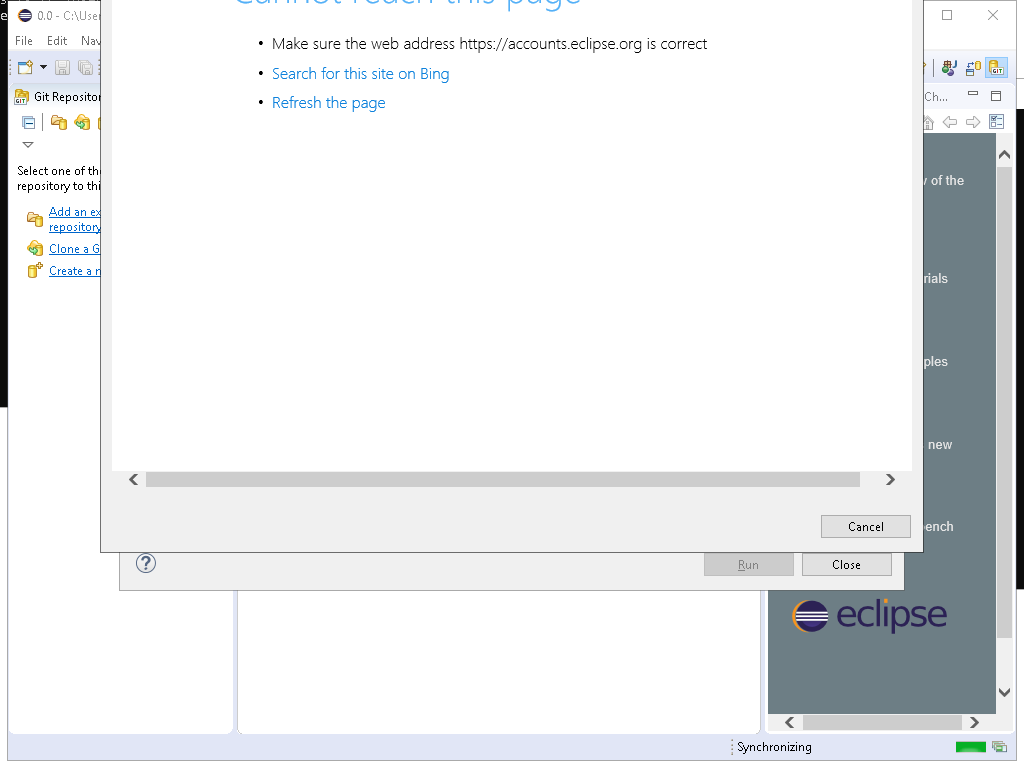 Cannot reach this page
0.0 - C:\User
File Edit Nav
Make sure the web address https://accounts.eclipse.org is correct
Search for this site on Bing
Refresh the page
Git Reposito
Ch...
Select one of th
repository to thi
Add an ex
repository
Clone a G
Create a n
v of the
rials
ples
new
ench
Cancel
Run
Close
eclipse
Synchronizing